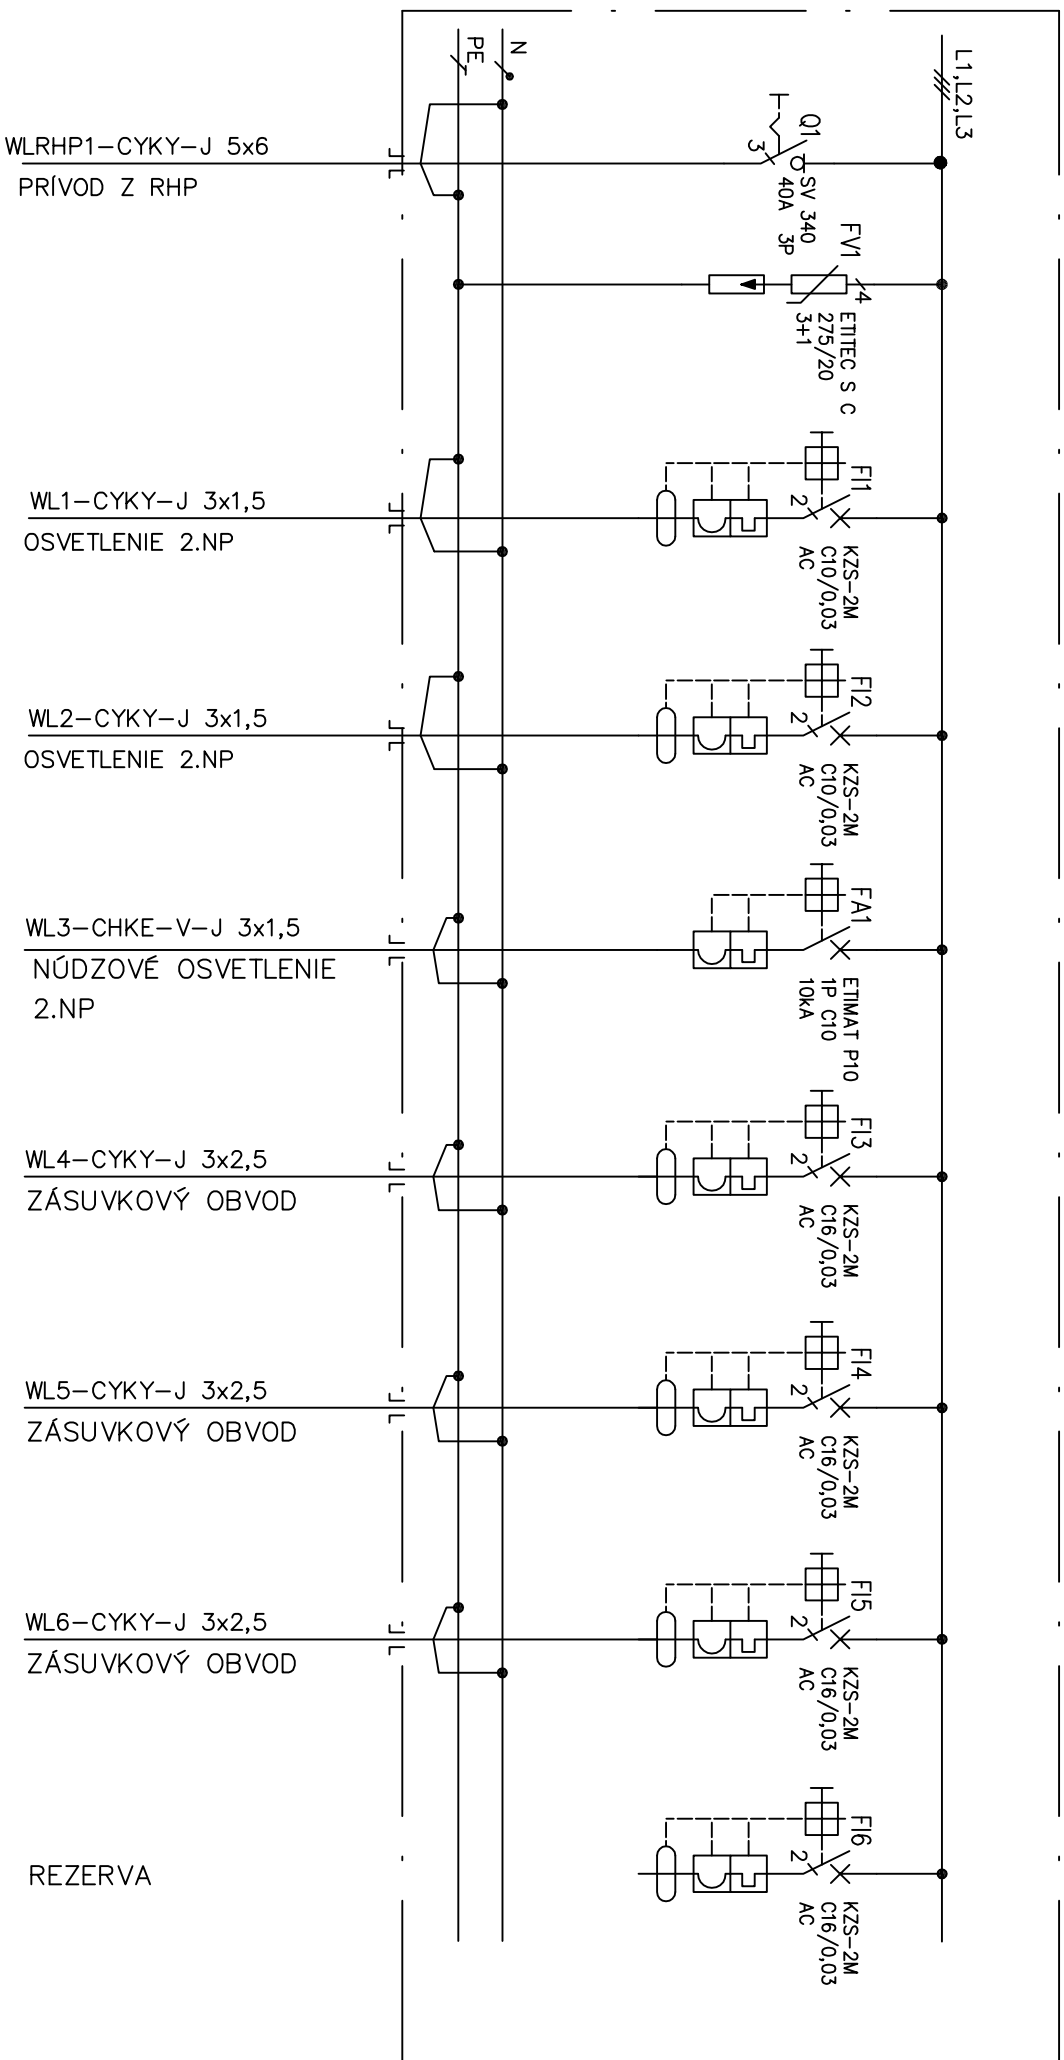 PE
N
L1,L2,L3
WLRHP1-CYKY-J 5x6
PRÍVOD Z RHP
Q1
3
SV 340
40A 3P
FV1
4
ETITEC S C
275/20
3+1
WL1-CYKY-J 3x1,5
OSVETLENIE 2.NP
FI1
2
KZS-2M
C10/0,03
AC
WL2-CYKY-J 3x1,5
OSVETLENIE 2.NP
FI2
2
KZS-2M
C10/0,03
AC
WL3-CHKE-V-J 3x1,5
NÚDZOVÉ OSVETLENIE
2.NP
FA1
ETIMAT P10
1P C10
10kA
WL4-CYKY-J 3x2,5
ZÁSUVKOVÝ OBVOD
FI3
2
KZS-2M
C16/0,03
AC
WL5-CYKY-J 3x2,5
ZÁSUVKOVÝ OBVOD
FI4
2
KZS-2M
C16/0,03
AC
WL6-CYKY-J 3x2,5
ZÁSUVKOVÝ OBVOD
FI5
2
KZS-2M
C16/0,03
AC
REZERVA
FI6
2
KZS-2M
C16/0,03
AC